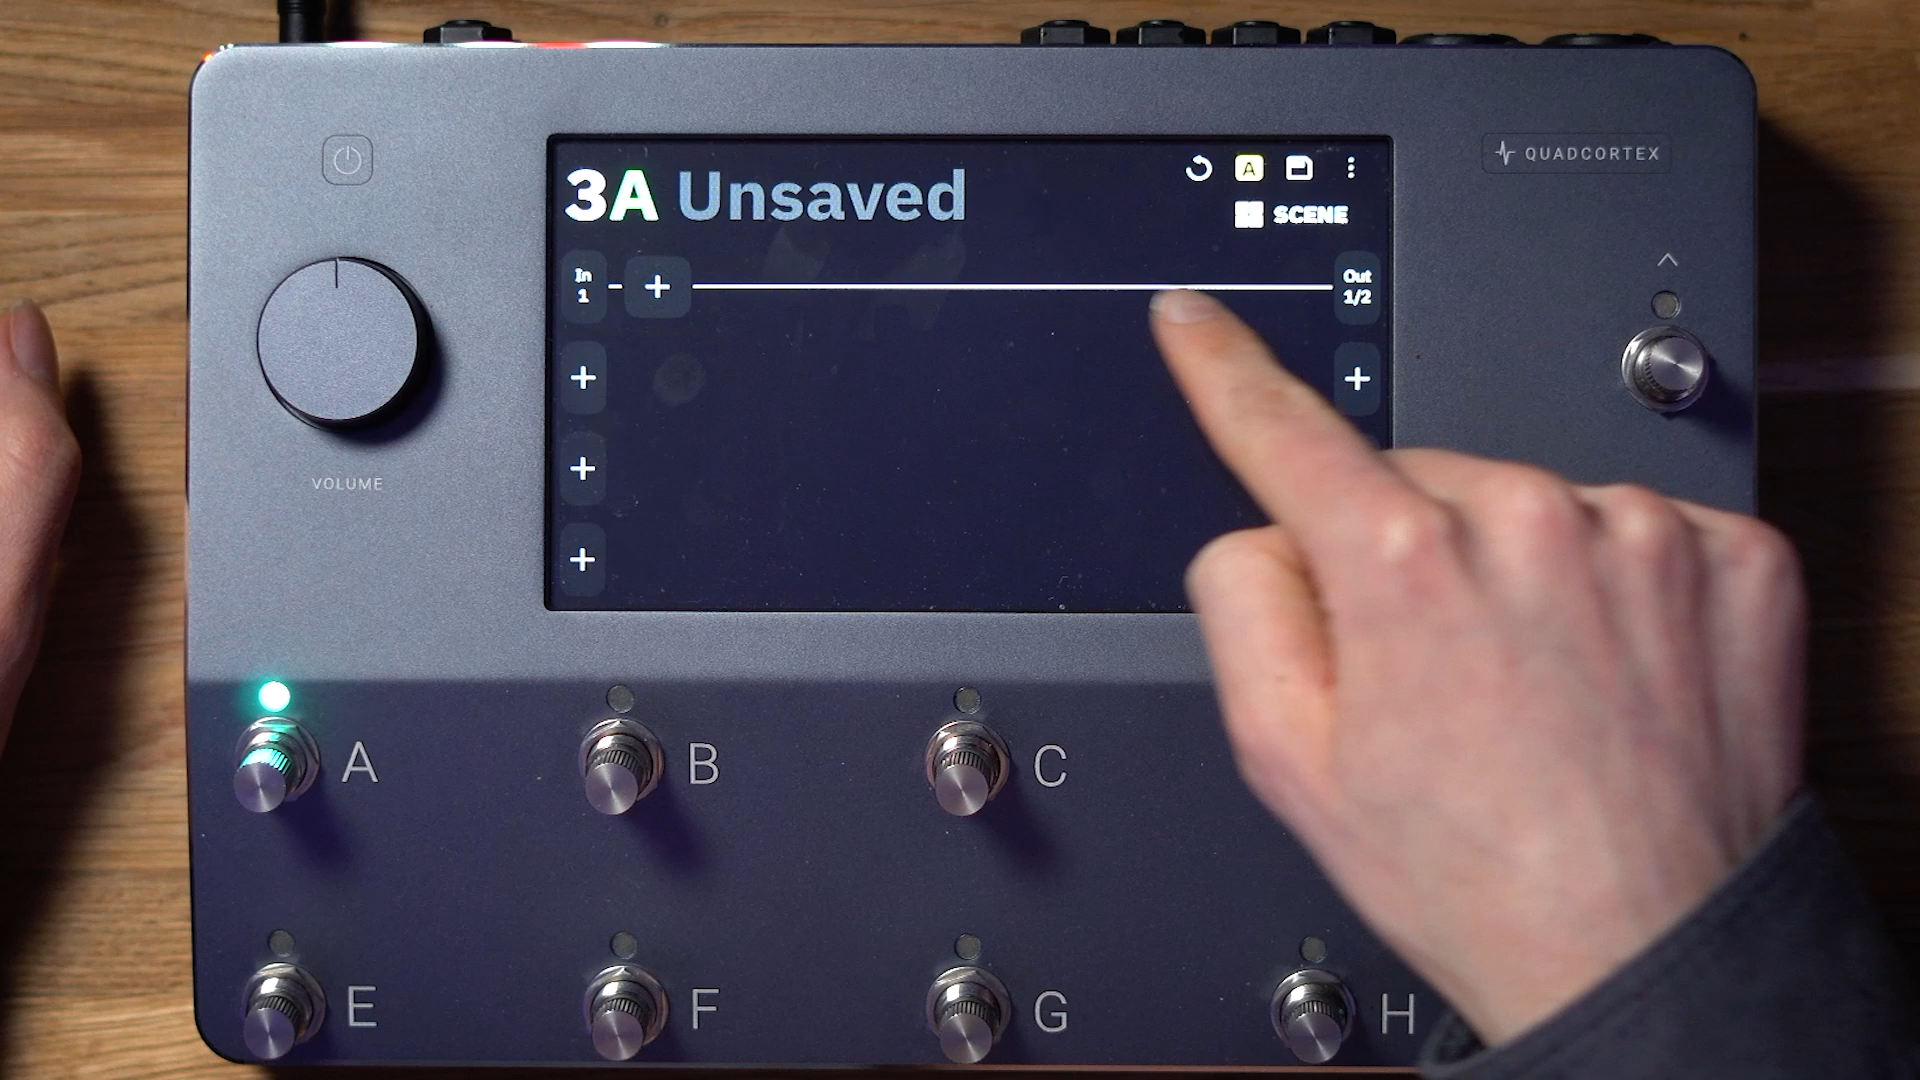 QUADCORTEX
3A Unsaved
A
SCENE
In
1
Out
1/2
VOLUME
A
B
C
E
F
G
H